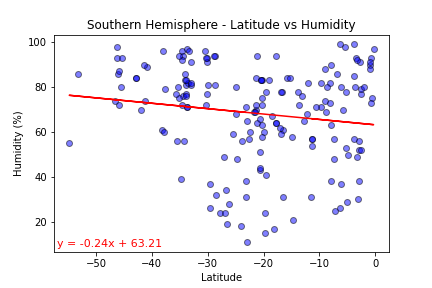 Southern Hemisphere - Latitude vs Humidity
Humidity (%)
100
80
60
40
20
y = -0.24x + 63.21
−50
−40
−30
−20
−10
0
Latitude